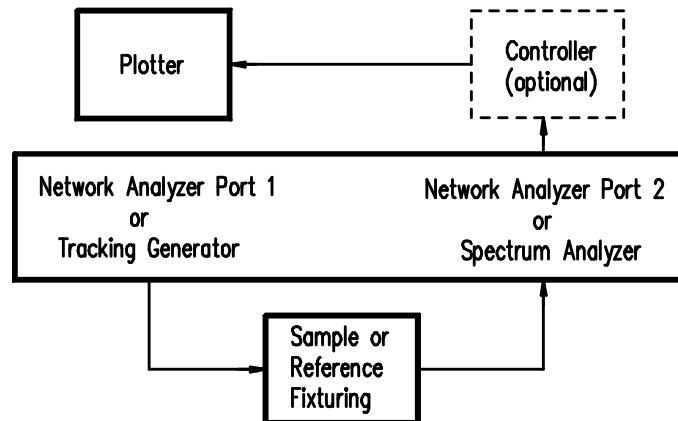 Plotter
Controller
(optional)
Network Analyzer Port 1
or
Tracking Generator
Network Analyzer Port 2
or
Spectrum Analyzer
Sample or
Reference
Fixturing